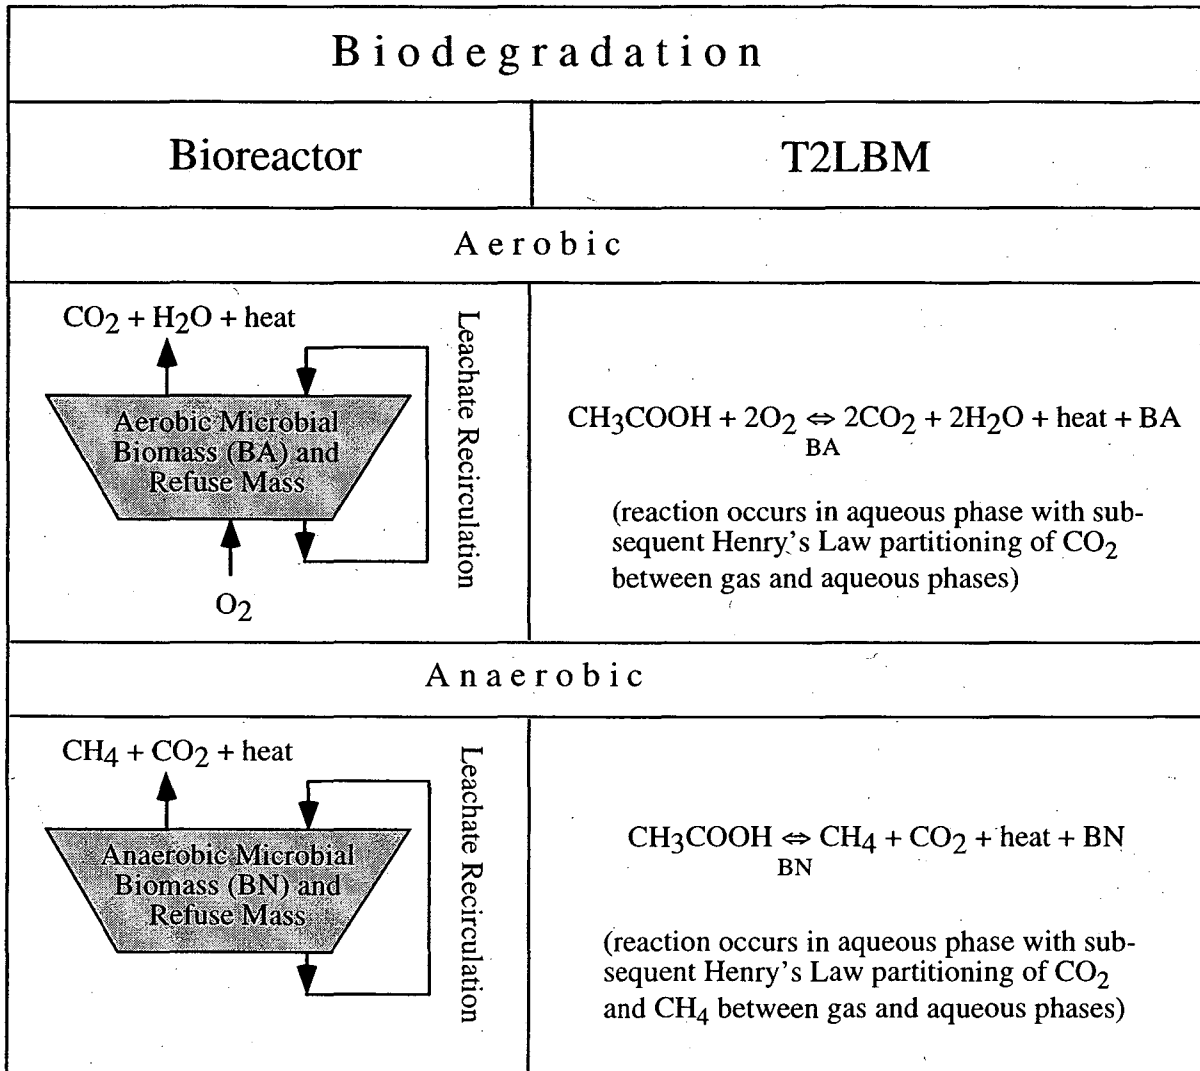 Biodegradation
Bioreactor
T2LBM
Aerobic
CO2 + H2O + heat
Aerobic Microbial
Biomass (BA) and
Refuse Mass
O2
Leachate Recirculation
CH3COOH + 2O2 ⇔ 2CO2 + 2H2O + heat + BA
BA
(reaction occurs in aqueous phase with sub-
sequent Henry's Law partitioning of CO2
between gas and aqueous phases)
Anaerobic
CH4 + CO2 + heat
Anaerobic Microbial
Biomass (BN) and
Refuse Mass
Leachate Recirculation
CH3COOH ⇔ CH4 + CO2 + heat + BN
BN
(reaction occurs in aqueous phase with sub-
sequent Henry's Law partitioning of CO2
and CH4 between gas and aqueous phases)